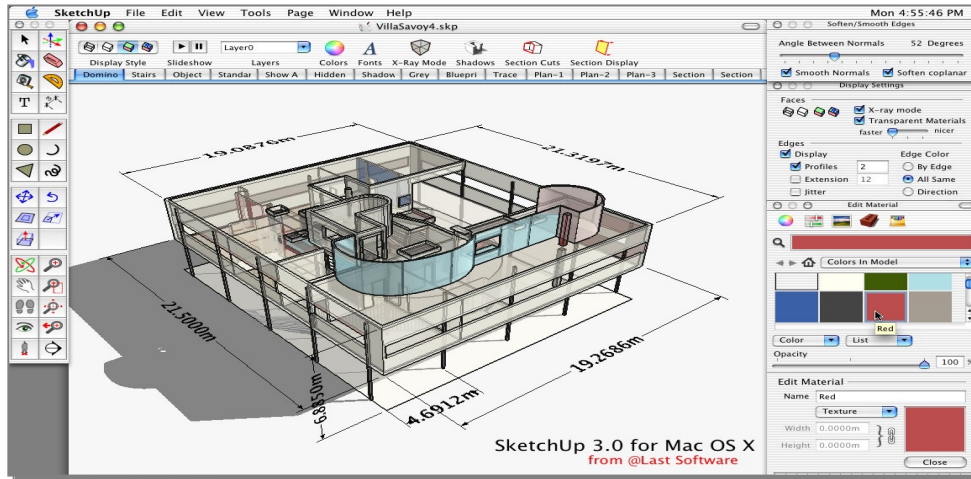 SketchUp File Edit View Tools Page Window Help Mon 4:55:46 PM
VillaSavoy4.skp
Layer0
A
Display Style Slideshow Layers Colors Fonts X-Ray Mode Shadows Section Cuts Section Display
Domino Stairs Object Standar Show A Hidden Shadow Grey Bluepri Trace Plan-1 Plan-2 Plan-3 Section Section
T
19.0876m
21.3197m
21.5000m
6.8850m
4.6912m
19.2686m
SketchUp 3.0 for Mac OS X
from @Last Software
Soften/Smooth Edges
Angle Between Normals 52 Degrees
Smooth Normals Soften coplanar
Display Settings
Faces
X-ray mode
Transparent Materials
faster nicer
Edges
Display Edge Color
Profiles 2 By Edge
Extension 12 All Same
Jitter Direction
Edit Material
Colors In Model
Red
Color List
Opacity
100 %
Edit Material
Name Red
Texture
Width 0.0000m
Height 0.0000m
Close